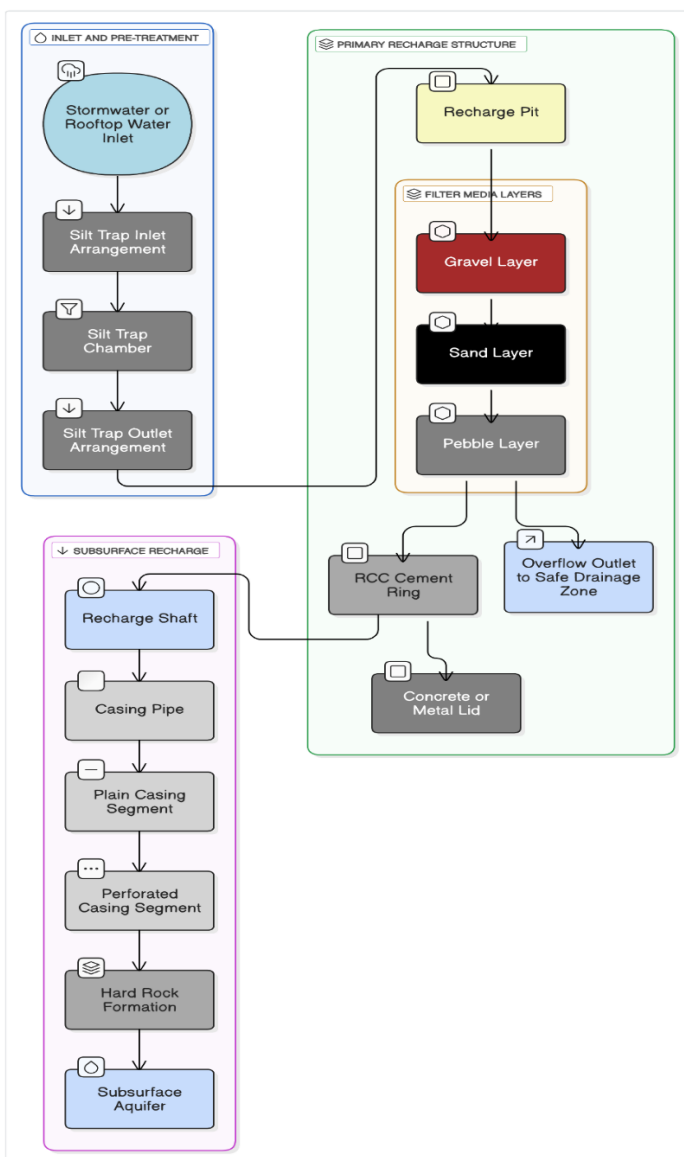 INLET AND PRE-TREATMENT
Stormwater or
Rooftop Water
Inlet
Silt Trap Inlet
Arrangement
Silt Trap
Chamber
Silt Trap Outlet
Arrangement
PRIMARY RECHARGE STRUCTURE
Recharge Pit
FILTER MEDIA LAYERS
Gravel Layer
Sand Layer
Pebble Layer
RCC Cement
Ring
Overflow Outlet
to Safe Drainage
Zone
Concrete or
Metal Lid
SUBSURFACE RECHARGE
Recharge Shaft
Casing Pipe
Plain Casing
Segment
Perforated
Casing Segment
Hard Rock
Formation
Subsurface
Aquifer